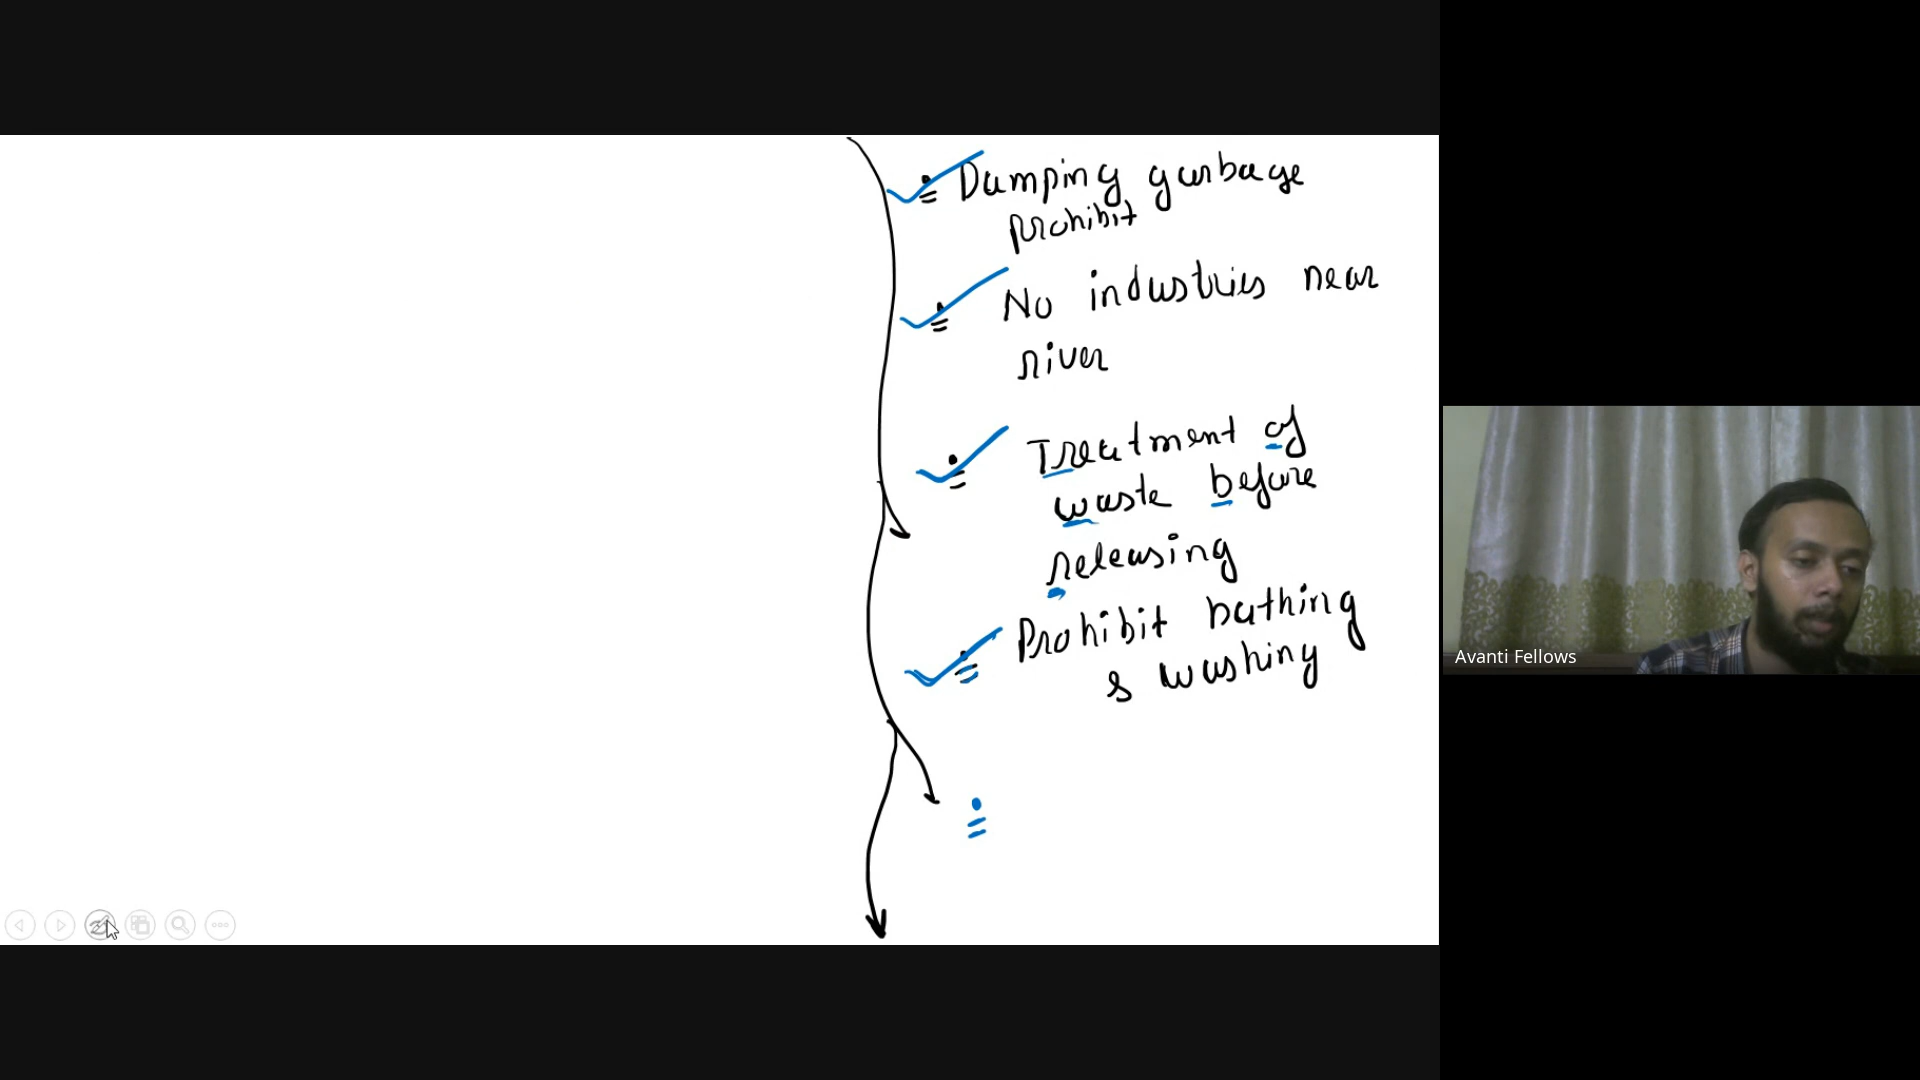 Dumping garbage
prohibit
No industries near
river
Treatment of
waste before
releasing
Prohibit bathing
& washing
Avanti Fellows